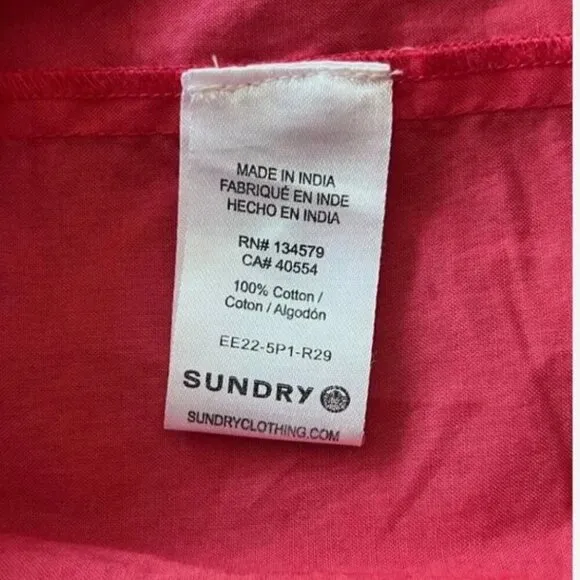 MADE IN INDIA
FABRIQUÉ EN INDE
HECHO EN INDIA
RN# 134579
CA# 40554
100% Cotton /
Coton / Algodón
EE22-5P1-R29
SUNDRY
SUNDRYCLOTHING.COM